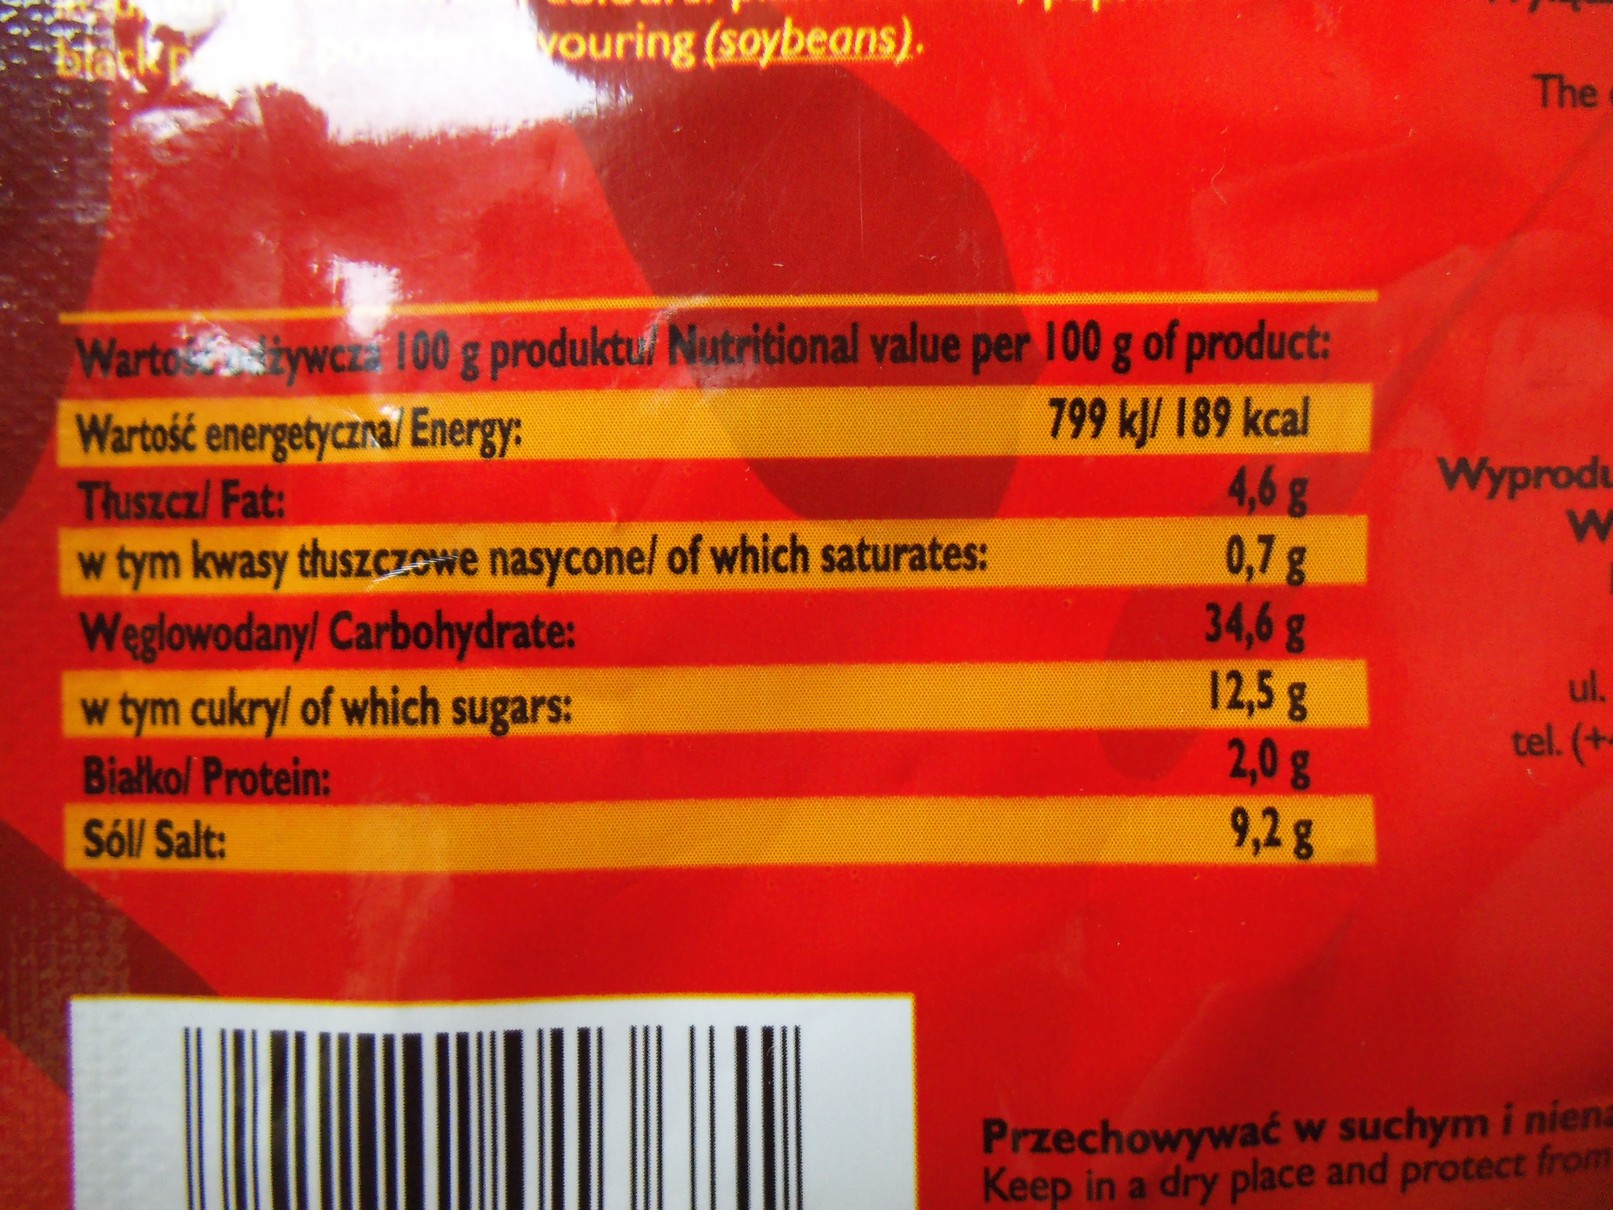 black
vouring (soybeans).
The
100 g produktu/ Nutritional value per 100 g of product:
Wartość energetyczna/ Energy: 799 kJ/ 189 kcal
Tłuszcz/ Fat: 4,6 g
w tym kwasy tłuszczowe nasycone/ of which saturates: 0,7 g
Węglowodany/ Carbohydrate: 34,6 g
w tym cukry/ of which sugars: 12,5 g
Białko/ Protein: 2,0 g
Sól/ Salt: 9,2 g
Wyprodu
W
ul.
tel. (+
Przechowywać w suchym i niena
Keep in a dry place and protect from